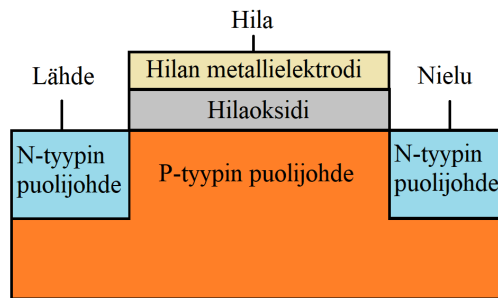 Hila
Lähde
Hilan metallielektrodi
Nielu
Hilaoksidi
N-tyypin
puolijohde
P-tyypin puolijohde
N-tyypin
puolijohde